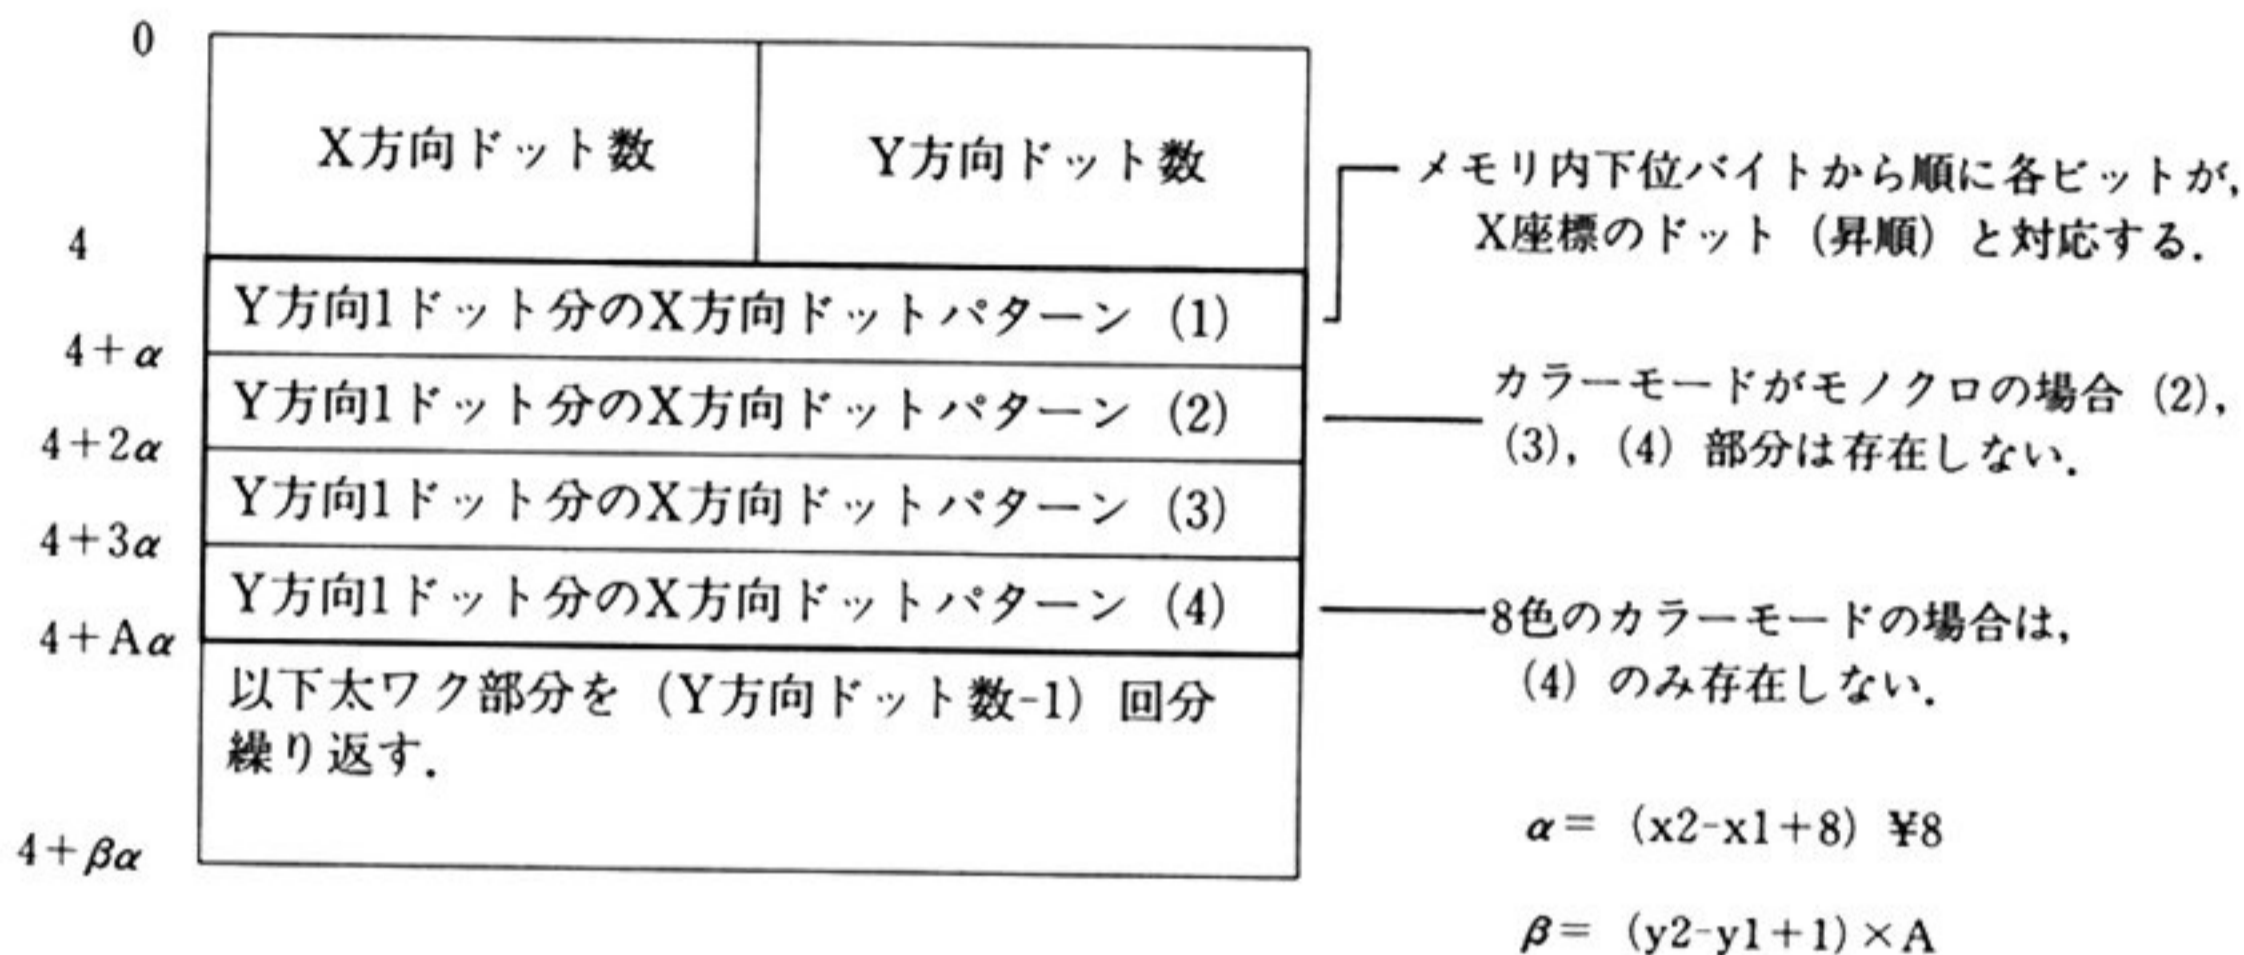 0
X方向ドット数
Y方向ドット数
メモリ内下位バイトから順に各ビットが,
X座標のドット（昇順）と対応する.
4
Y方向1ドット分のX方向ドットパターン (1)
4+α
Y方向1ドット分のX方向ドットパターン (2)
カラーモードがモノクロの場合 (2),
(3), (4) 部分は存在しない.
4+2α
Y方向1ドット分のX方向ドットパターン (3)
4+3α
Y方向1ドット分のX方向ドットパターン (4)
8色のカラーモードの場合は,
(4) のみ存在しない.
4+Aα
以下太ワク部分を（Y方向ドット数-1）回分
繰り返す.
4+βα
α= (x2-x1+8) ¥8
β= (y2-y1+1)×A